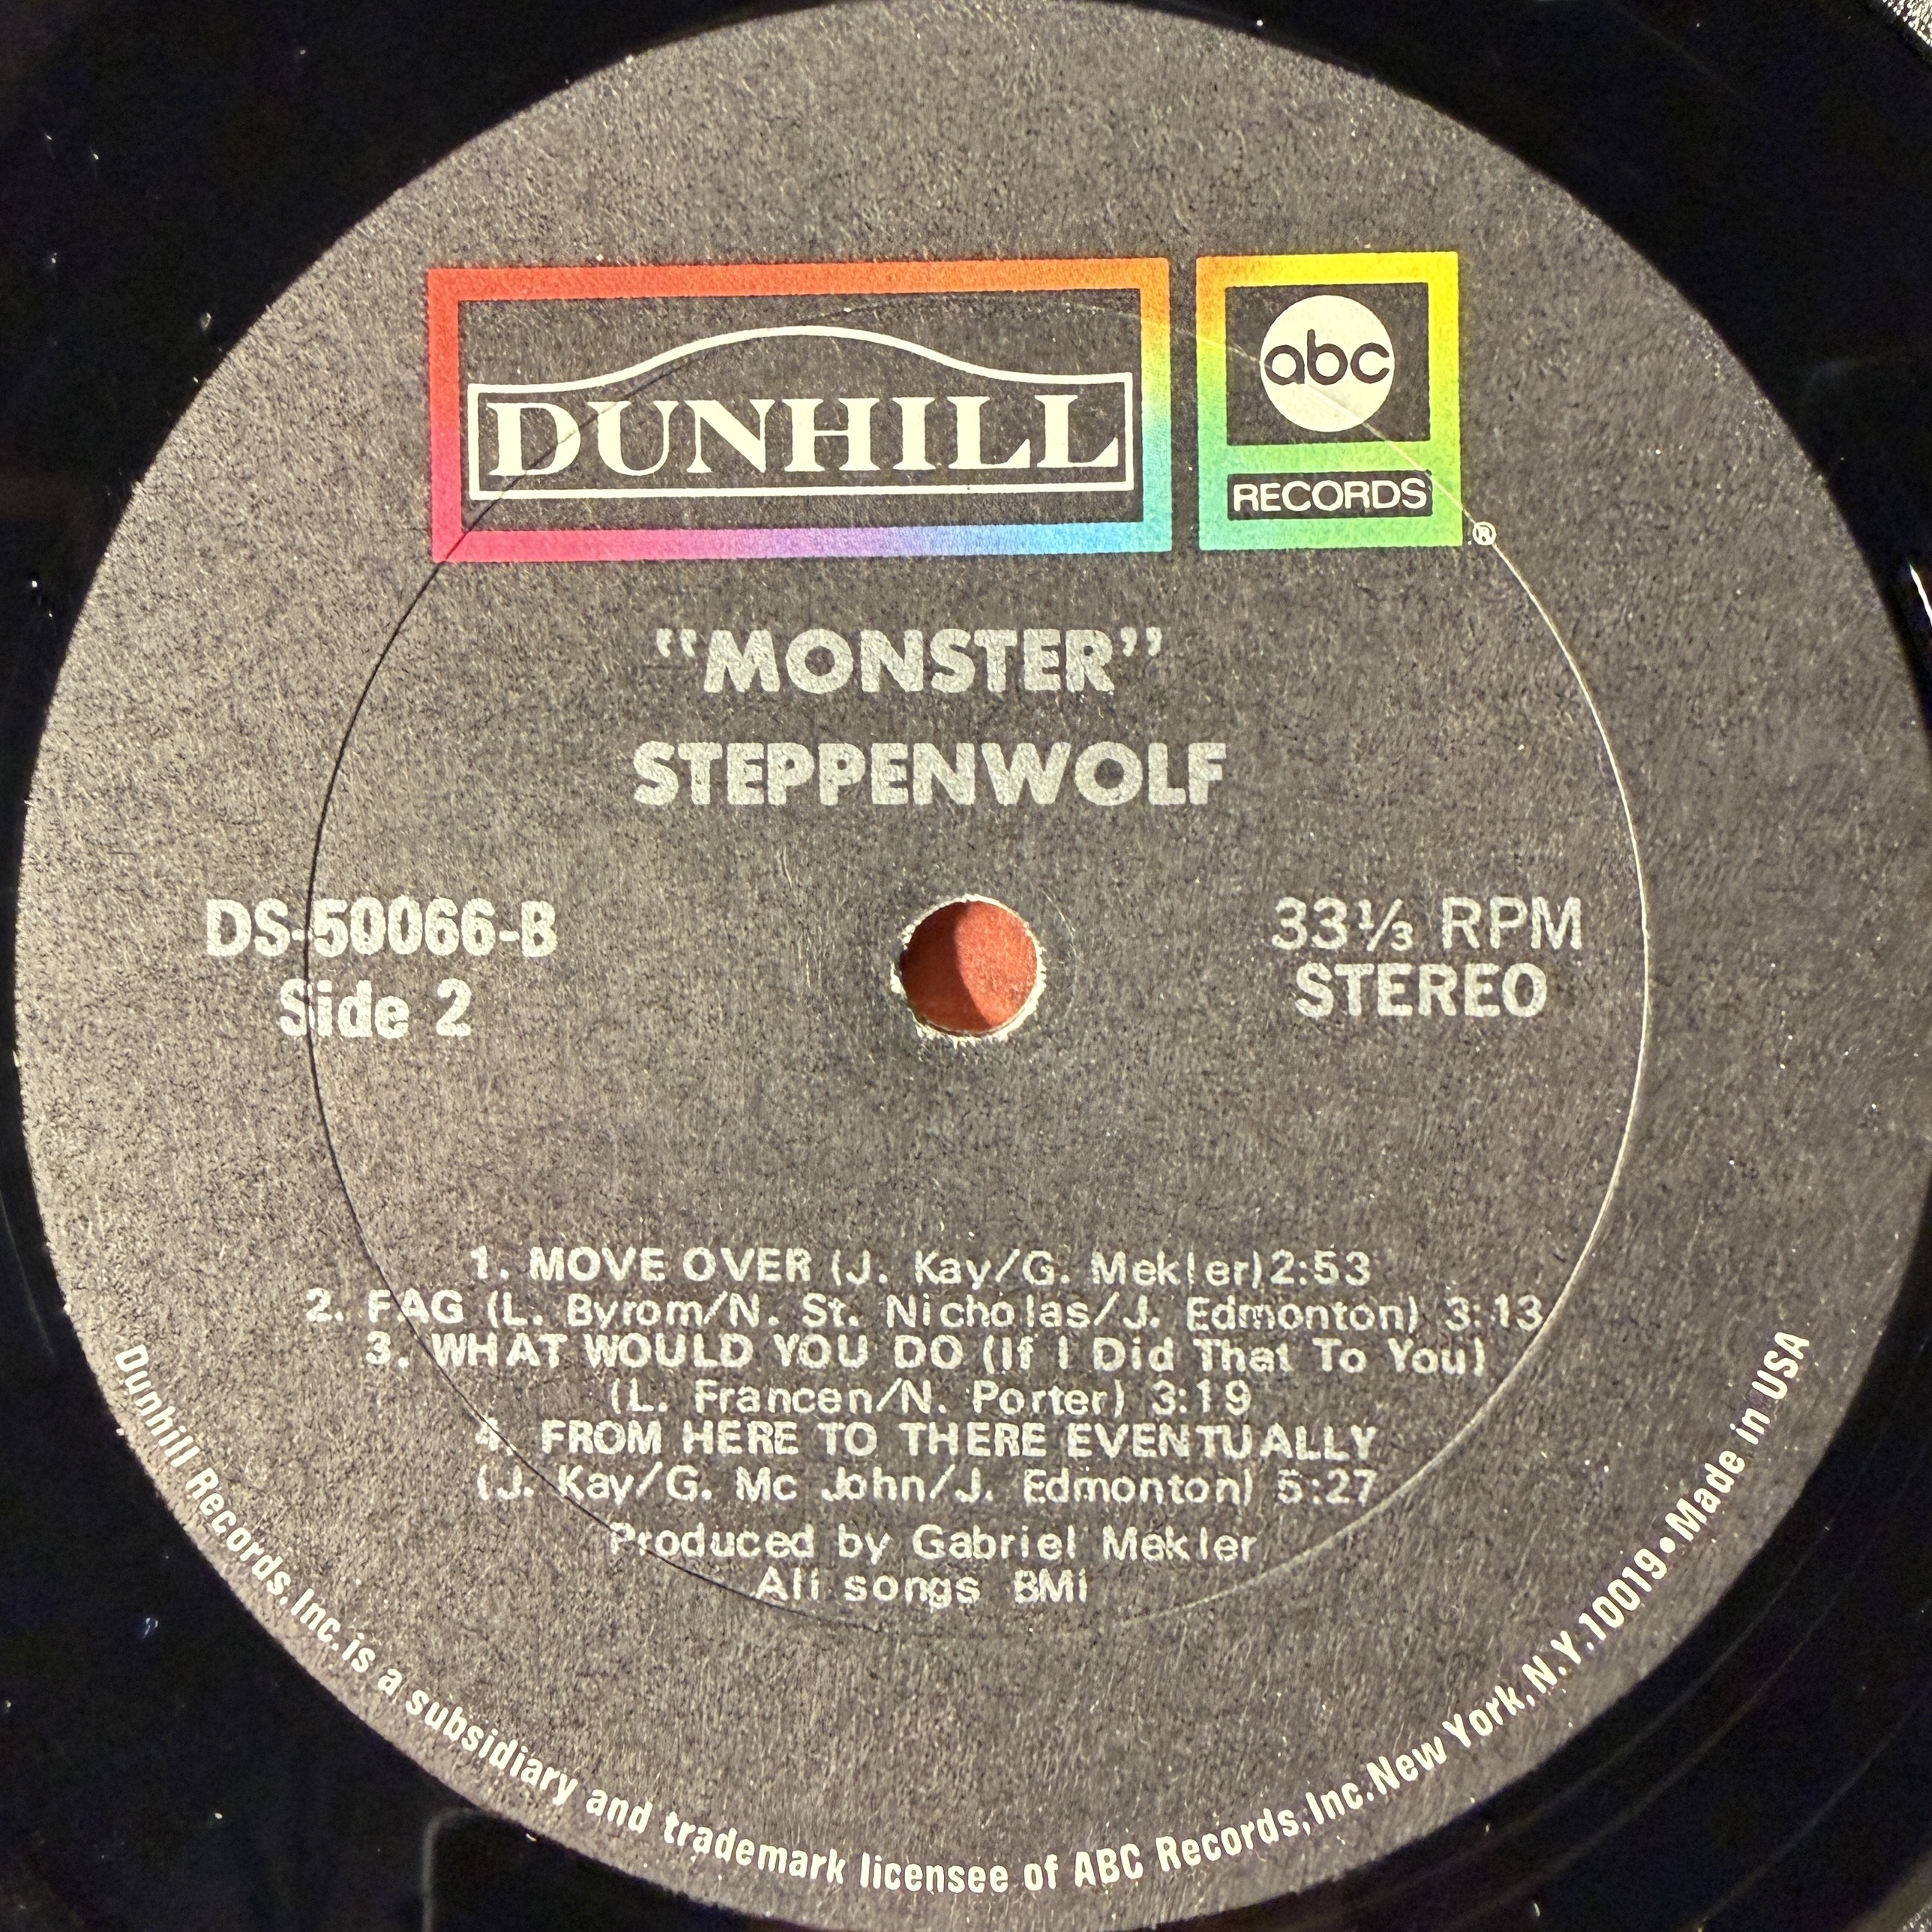 DUNHILL
abc
RECORDS
®
“MONSTER”
STEPPENWOLF
DS-50066-B
Side 2
33⅓ RPM
STEREO
1. MOVE OVER (J. Kay/G. Mekler)2:53
2. FAG (L. Byrom/N. St. Nicholas/J. Edmonton) 3:13
3. WHAT WOULD YOU DO (If I Did That To You)
(L. Francen/N. Porter) 3:19
4. FROM HERE TO THERE EVENTUALLY
(J. Kay/G. Mc John/J. Edmonton) 5:27
Produced by Gabriel Mekler
All songs BMI
Dunhill Records, Inc. is a subsidiary and trademark licensee of ABC Records, Inc. New York, N.Y. 10019 • Made in USA